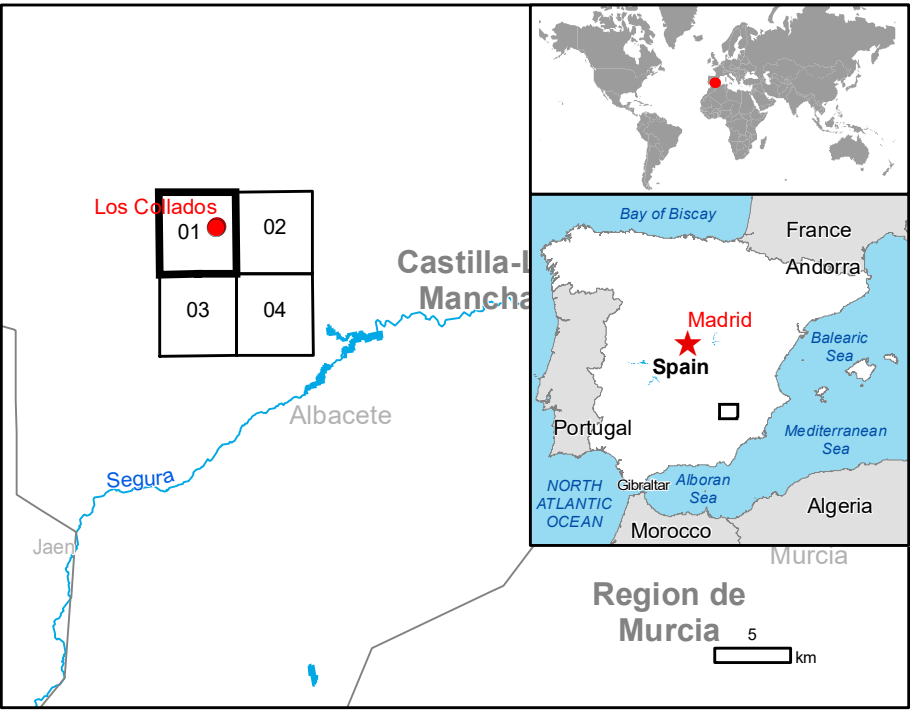 Los Collados
01
02
03
04
Castilla-L
Mancha
Albacete
Segura
Jaen
Bay of Biscay
France
Andorra
Madrid
Spain
Balearic
Sea
Portugal
Mediterranean
Sea
Gibraltar
Alboran
Sea
NORTH
ATLANTIC
OCEAN
Algeria
Morocco
Murcia
Region de
Murcia
5
km